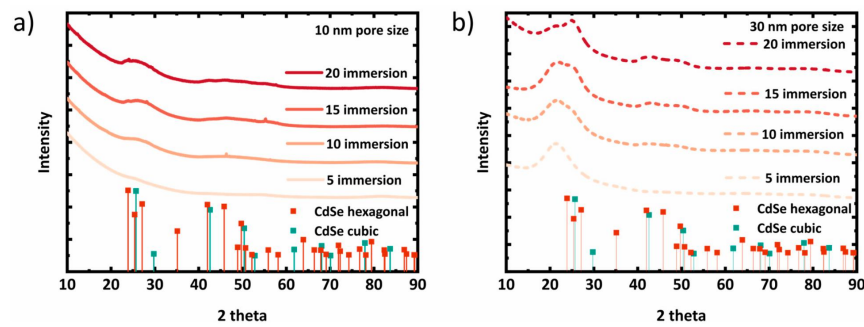 a)
10 nm pore size
20 immersion
15 immersion
10 immersion
5 immersion
CdSe hexagonal
CdSe cubic
Intensity
10 20 30 40 50 60 70 80 90
2 theta
b)
30 nm pore size
20 immersion
15 immersion
10 immersion
5 immersion
CdSe hexagonal
CdSe cubic
Intensity
10 20 30 40 50 60 70 80 90
2 theta